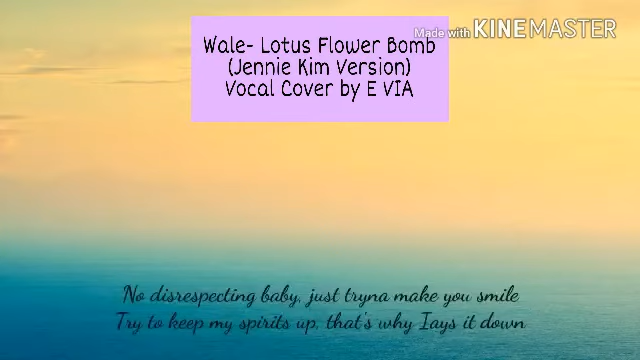 Made with KINEMASTER
Wale- Lotus Flower Bomb
(Jennie Kim Version)
Vocal Cover by E VIA
No disrespecting baby, just tryna make you smile
Try to keep my spirits up, that's why Iays it down